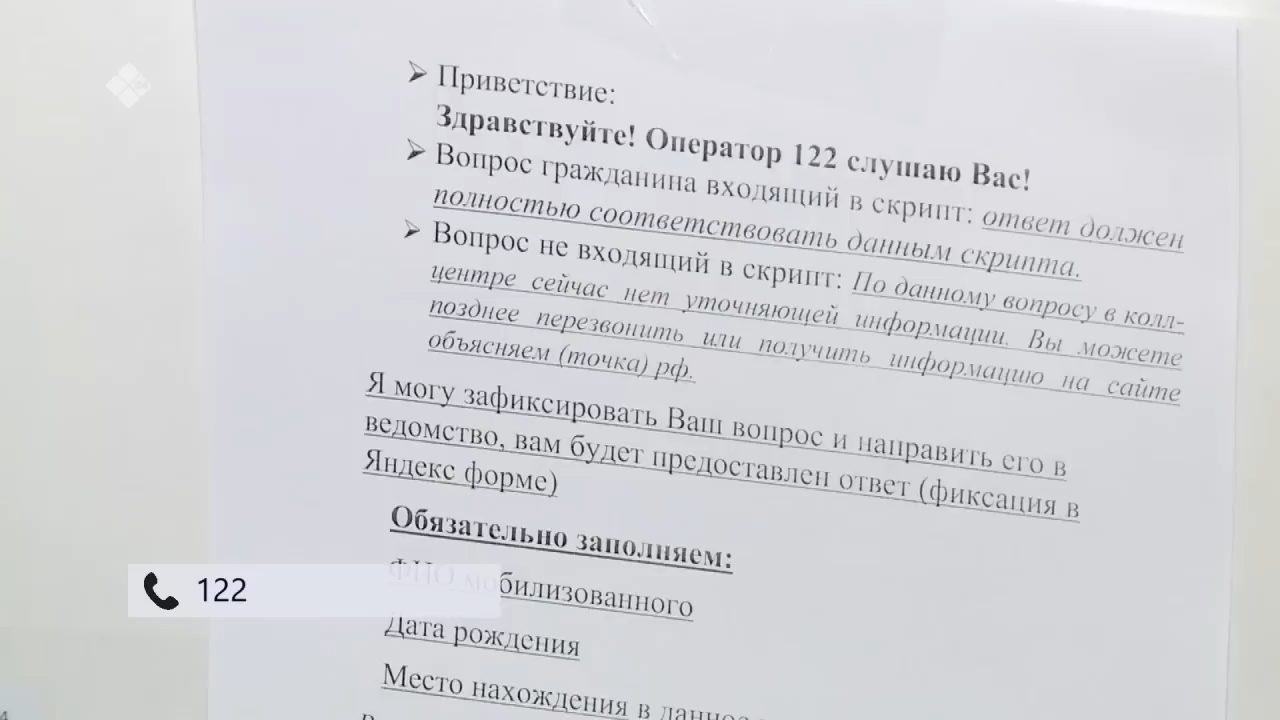 Приветствие:
Здравствуйте! Оператор 122 слушаю Вас!
Вопрос гражданина входящий в скрипт: ответ должен
полностью соответствовать данным скрипта.
Вопрос не входящий в скрипт: По данному вопросу в колл-
центре сейчас нет уточняющей информации. Вы можете
позднее перезвонить или получить информацию на сайте
объясняем (точка) рф.
Я могу зафиксировать Ваш вопрос и направить его в
ведомство, вам будет предоставлен ответ (фиксация в
Яндекс форме)
Обязательно заполняем:
ФИО мобилизованного
122
Дата рождения
Место нахождения в